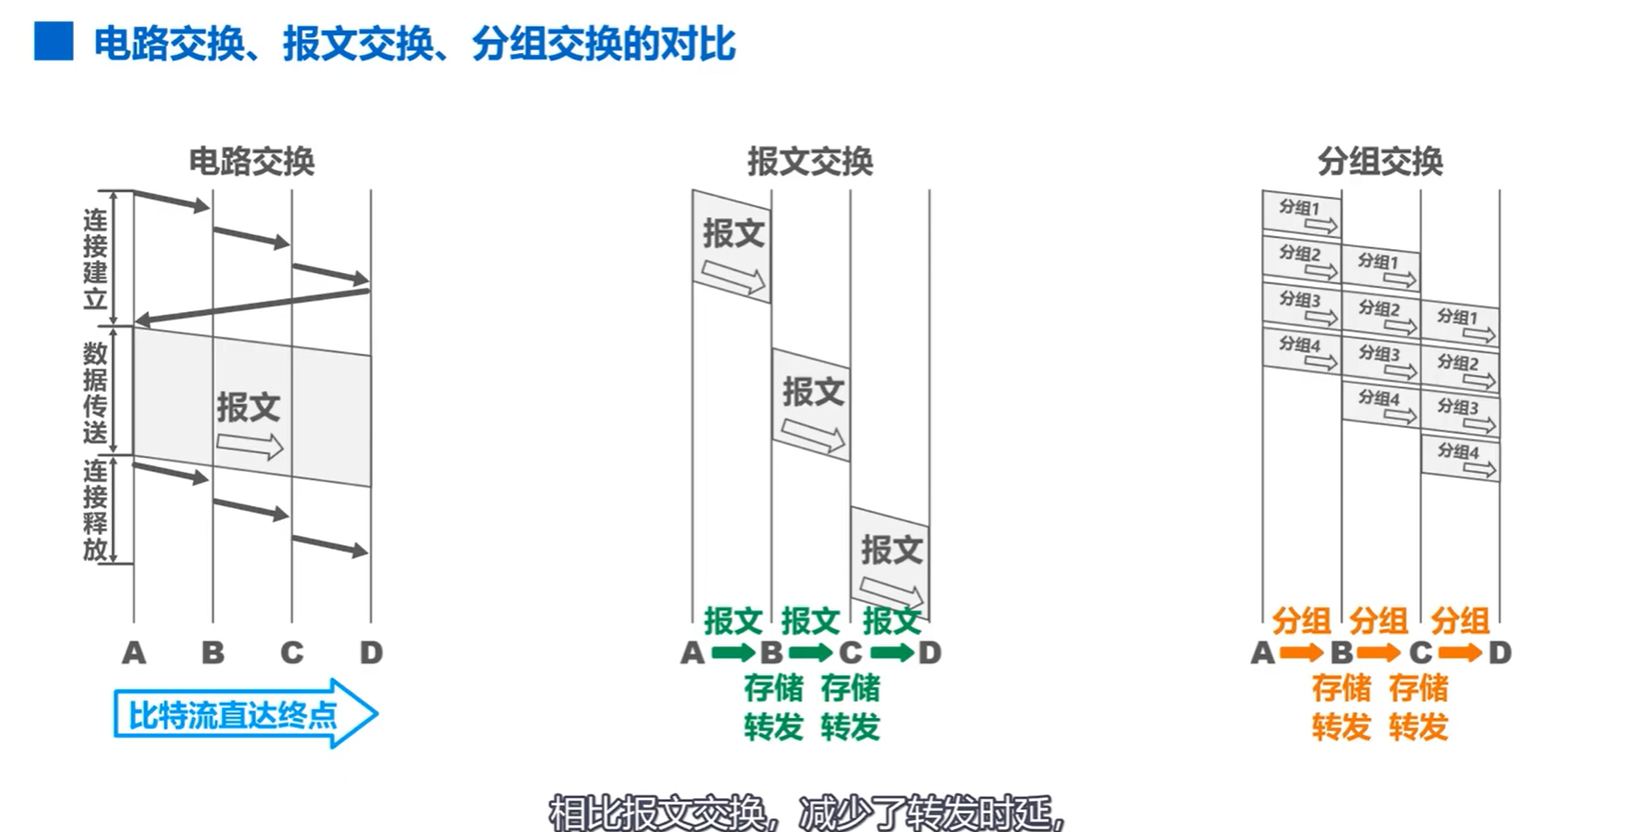 电路交换、报文交换、分组交换的对比
电路交换
连接建立
数据传送
连接释放
报文
A B C D
比特流直达终点
报文交换
报文
报文
报文
报文 报文 报文
A B C D
存储 存储
转发 转发
分组交换
分组1
分组2 分组1
分组3 分组2 分组1
分组4 分组3 分组2
分组4 分组3
分组4
分组 分组 分组
A B C D
存储 存储
转发 转发
相比报文交换，减少了转发时延，